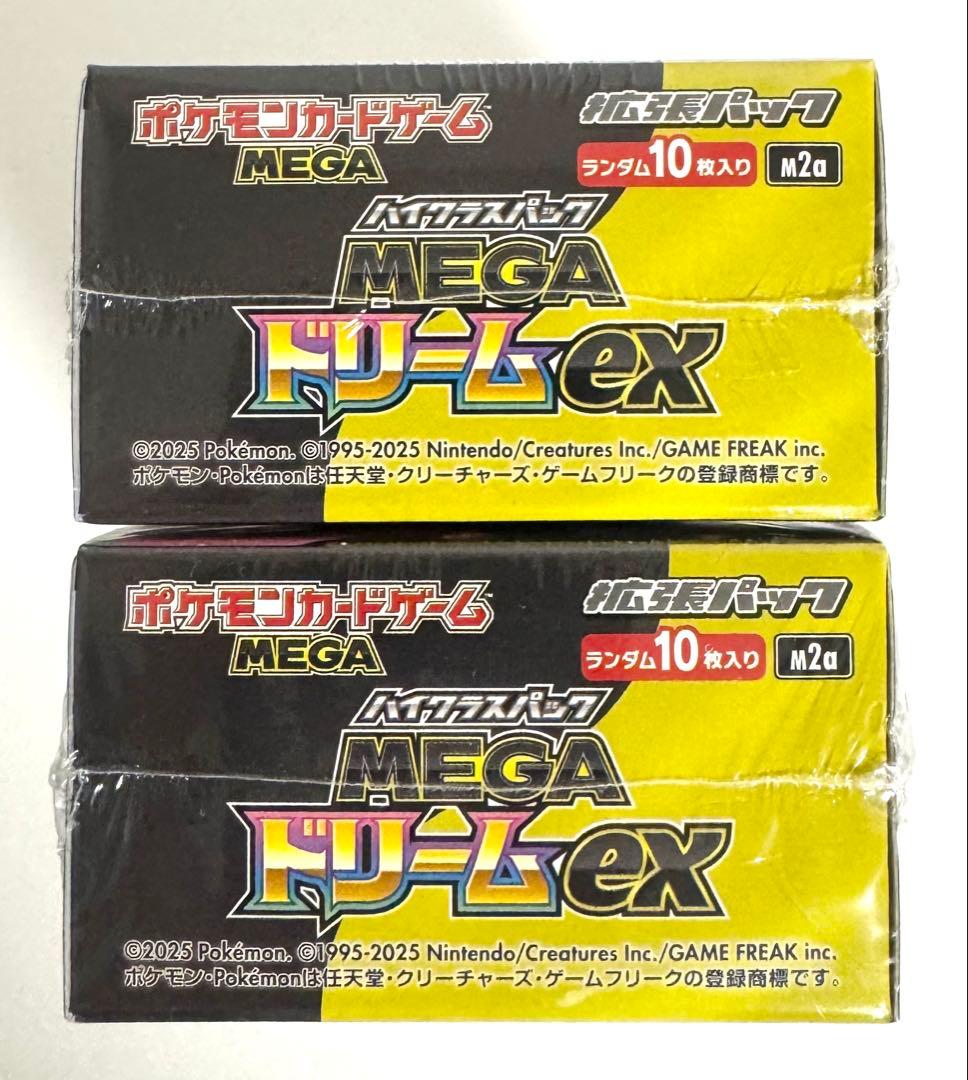 ポケモンカードゲーム
MEGA
拡張パック
ランダム10枚入り
M2a
ハイクラスパック
MEGA
ドリームex
©2025 Pokémon. ©1995-2025 Nintendo/Creatures Inc./GAME FREAK inc.
ポケモン・Pokémonは任天堂・クリーチャーズ・ゲームフリークの登録商標です。
ポケモンカードゲーム
MEGA
拡張パック
ランダム10枚入り
M2a
ハイクラスパック
MEGA
ドリームex
©2025 Pokémon. ©1995-2025 Nintendo/Creatures Inc./GAME FREAK inc.
ポケモン・Pokémonは任天堂・クリーチャーズ・ゲームフリークの登録商標です。